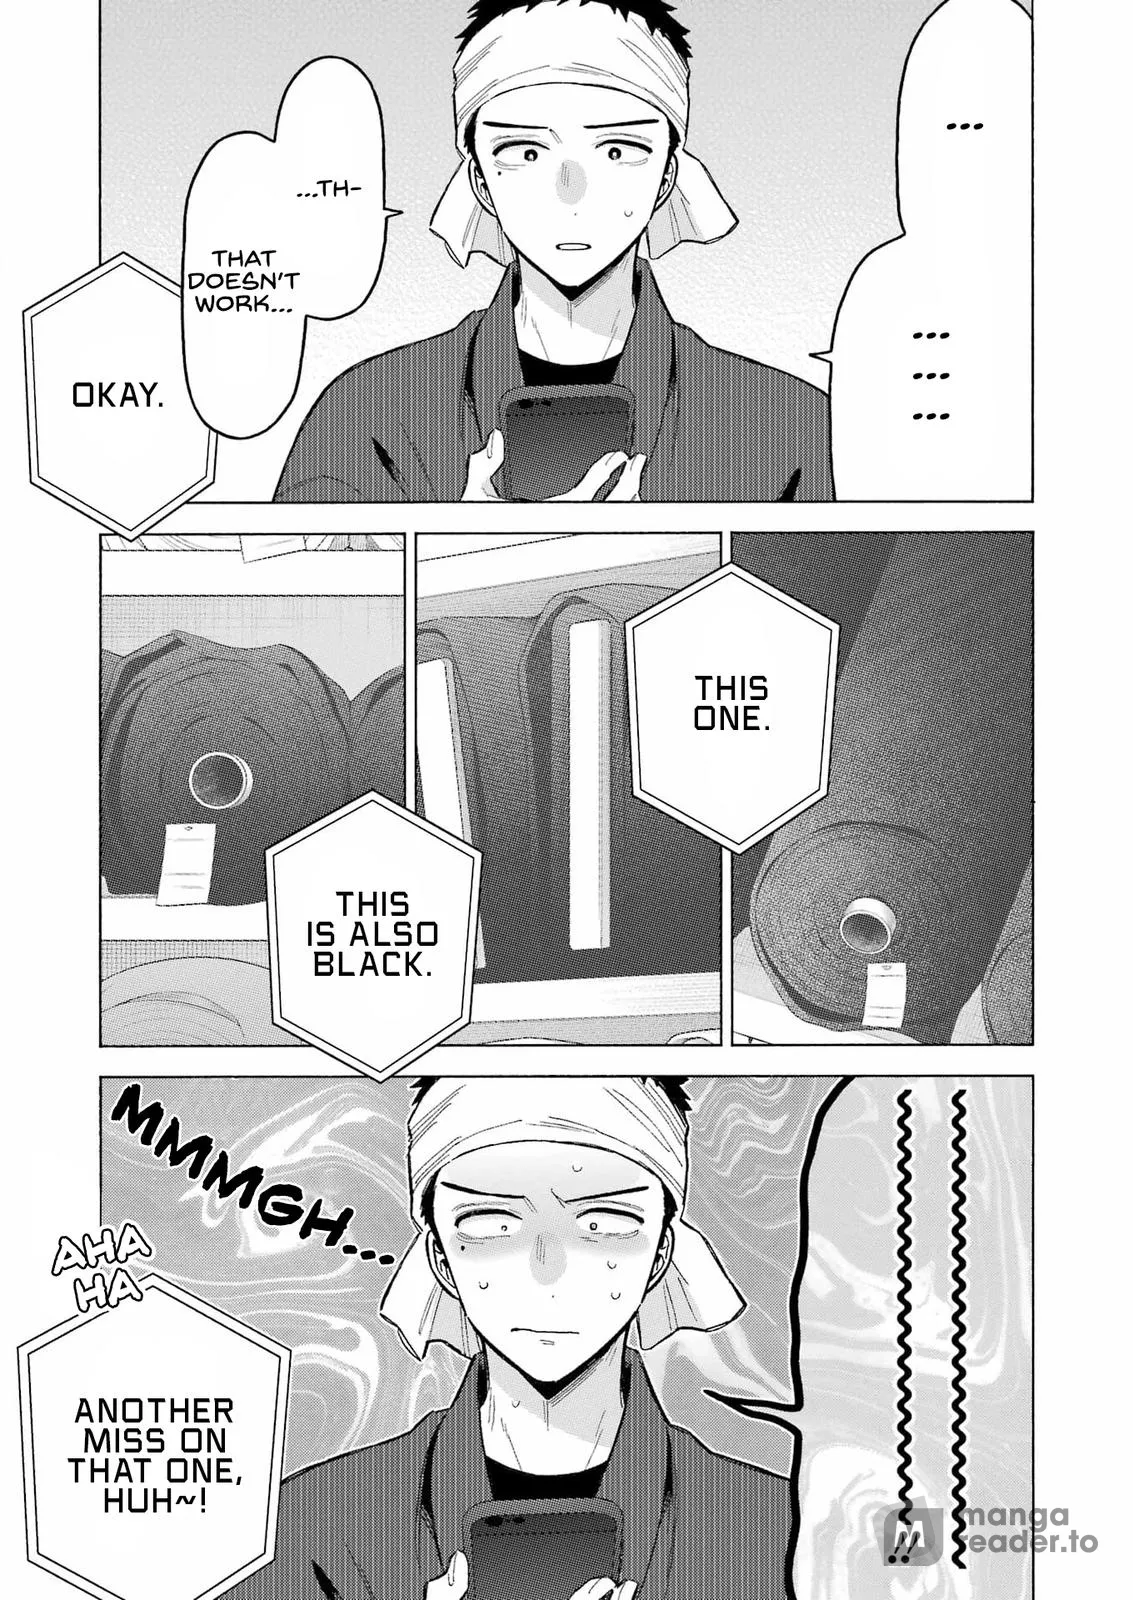 ...
...
...
...
...TH-
THAT
DOESN'T
WORK...
OKAY.
THIS
ONE.
THIS
IS ALSO
BLACK.
!!
MMMGH...
AHA
HA
ANOTHER
MISS ON
THAT ONE,
HUH~!
M
manga
reader.to